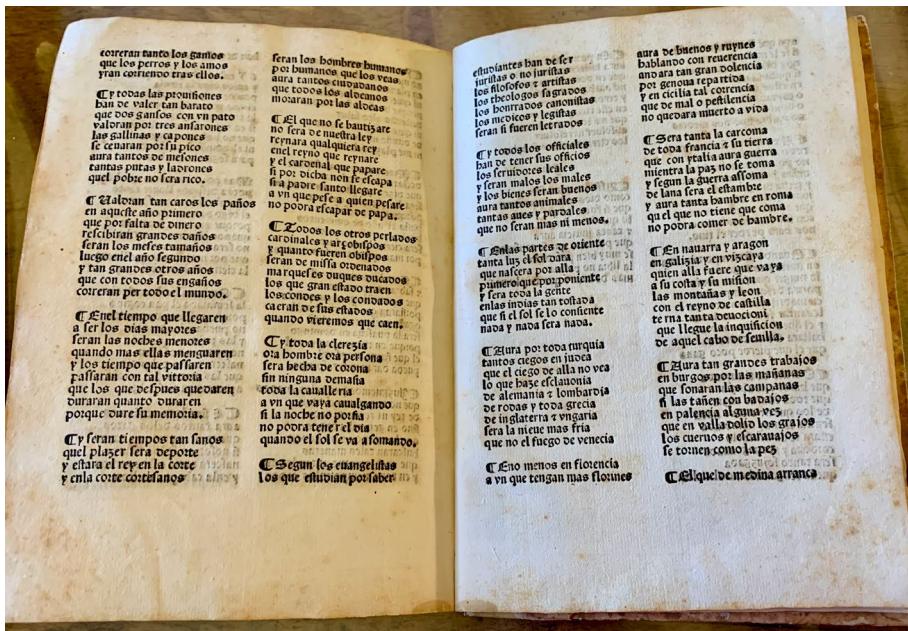 correran tanto los gamos
que los perros y los amos
yran corriendo tras ellos.
¶ Y todas las prouisiones
han de valer tan barato
que dos gansos con vn pato
valoran por tres ansarones
las gallinas y capones
se cenaran por su pico
aura tantos de mesones
tantas putas y ladrones
quel pobre no sera rico.
¶ Ualdran tan caros los paños
en aqueste año primero
que por falta de dinero
rescibiran grandes daños
seran los meses tamaños
luego enel año segundo
y tan grandes otros años
que con todos sus engaños
correran per todo el mundo.
¶ Enel tiempo que llegaren
a ser los dias mayores
seran las noches menores
quando mas ellas menguaren
y los tiempo que passaren
passaran con tal vittoria
que los que despues quedaren
duraran quanto duraren
porque dure su memoria.
¶ Y seran tiempos tan sanos
quel plazer sera deporte
y estara el rey en la corte
y enla corte cortesanos
seran los hombres humanos
por humanos que los veas
aura tantos ciudadanos
que todos los aldeanos
moraran por las aldeas
¶ El que no se bautizare
no sera de nuestra ley
reynara qualquiera rey
enel reyno que reynare
y el cardenal que papare
si por dicha non se escapa
si a padre santo llegare
a vn que pese a quien pesare
no podra escapar de papa.
¶ Todos los otros perlados
cardinales y arçobispos
y quanto fueren obispos
seran de missa ordenados
marqueses duques ducados
los que gran estado traen
los condes y los condados
caeran de sus estados
quando vieremos que caen.
¶ Y toda la clerezia
ora hombre ora persona
sera hecha de corona
sin ninguna demasia
toda la caualleria
a vn que vaya caualgando
si la noche no porfia
no podra tener el dia
quando el sol se va asomando.
¶ Segun los euangelistas
los que estudian por saber
estudiantes han de ser
juristas o no juristas
los filosofos ⁊ artistas
los theologos sagrados
los honrrados canonistas
los medicos y legistas
seran si fueren letrados
¶ Y todos los officiales
han de tener sus officios
los seruidores leales
y seran malos los males
y los bienes seran buenos
aura tantos animales
tantas aues y pardales
que no seran mas ni menos.
¶ Enlas partes de oriente
tanta luz el sol dara
que nascera por alla
primero que por poniente
y sera toda la gente
enlas indias tan tostada
que si el sol se lo consiente
nada y nada sera nada.
¶ Aura por toda turquia
tantos ciegos en judea
que el ciego de alla no vea
lo que haze esclauonia
de alemania ⁊ lombardia
de rodas y toda grecia
de inglaterra ⁊ vngaria
sera la nieue mas fria
que no el fuego de venecia
¶ Eno menos en florencia
a vn que tengan mas florines
aura de buenos y ruynes
hablando con reuerencia
andara tan gran dolencia
por genoua repartida
y en cicilia tal correncia
que de mal o pestilencia
no quedara muerto a vida
¶ Sera tanta la carcoma
de toda francia ⁊ su tierra
que con ytalia aura guerra
mientra la paz no se toma
y segun la guerra assoma
de lana sera el estambre
y aura tanta hambre en roma
qu el que no tiene que coma
no podra comer de hambre.
¶ En nauarra y aragon
en galizia y en vizcaya
quien alla fuere que vaya
a su costa y su mision
las montañas y leon
con el reyno de castilla
terna tanta deuocioni
que llegue la inquisicion
de aquel cabo de seuilla.
¶ Aura tan grandes trabajos
en burgos por las mañanas
que sonaran las campanas
si las tañen con badajos
en palencia alguna vez
que en valladolid los grajos
los cueruos y escarauajos
se tornen como la pez
¶ El que de medina arranca